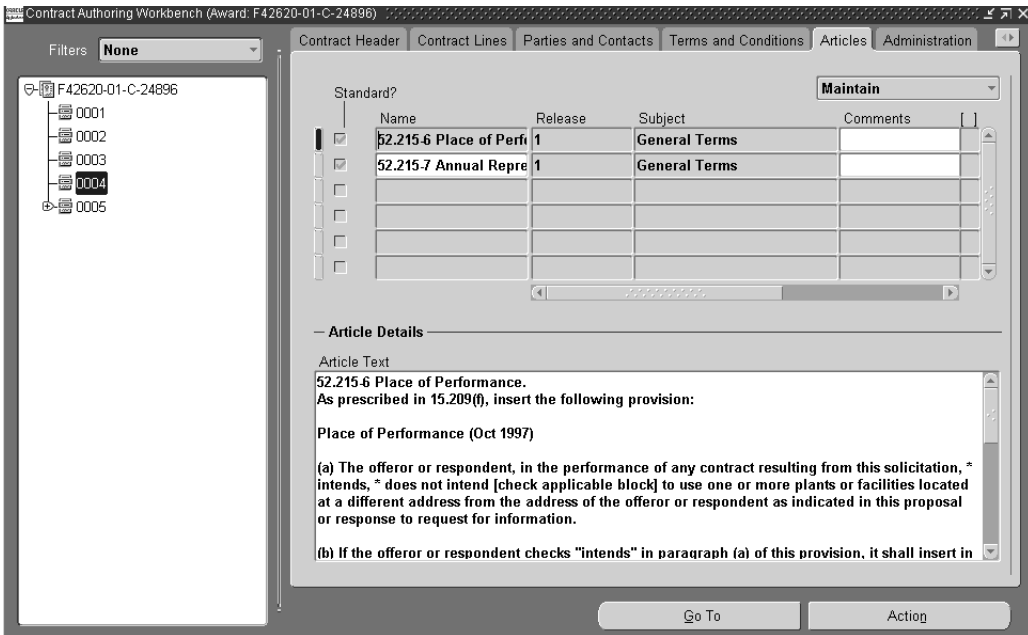 Contract Authoring Workbench (Award: F42620-01-C-24896)
Filters None
F42620-01-C-24896
0001
0002
0003
0004
0005
Contract Header Contract Lines Parties and Contacts Terms and Conditions Articles Administration
Maintain
Standard?
Name Release Subject Comments [ ]
52.215-6 Place of Perf 1 General Terms
52.215-7 Annual Repre 1 General Terms
Article Details
Article Text
52.215-6 Place of Performance.
As prescribed in 15.209(f), insert the following provision:
Place of Performance (Oct 1997)
(a) The offeror or respondent, in the performance of any contract resulting from this solicitation, *
intends, * does not intend [check applicable block] to use one or more plants or facilities located
at a different address from the address of the offeror or respondent as indicated in this proposal
or response to request for information.
(b) If the offeror or respondent checks "intends" in paragraph (a) of this provision, it shall insert in
Go To Action